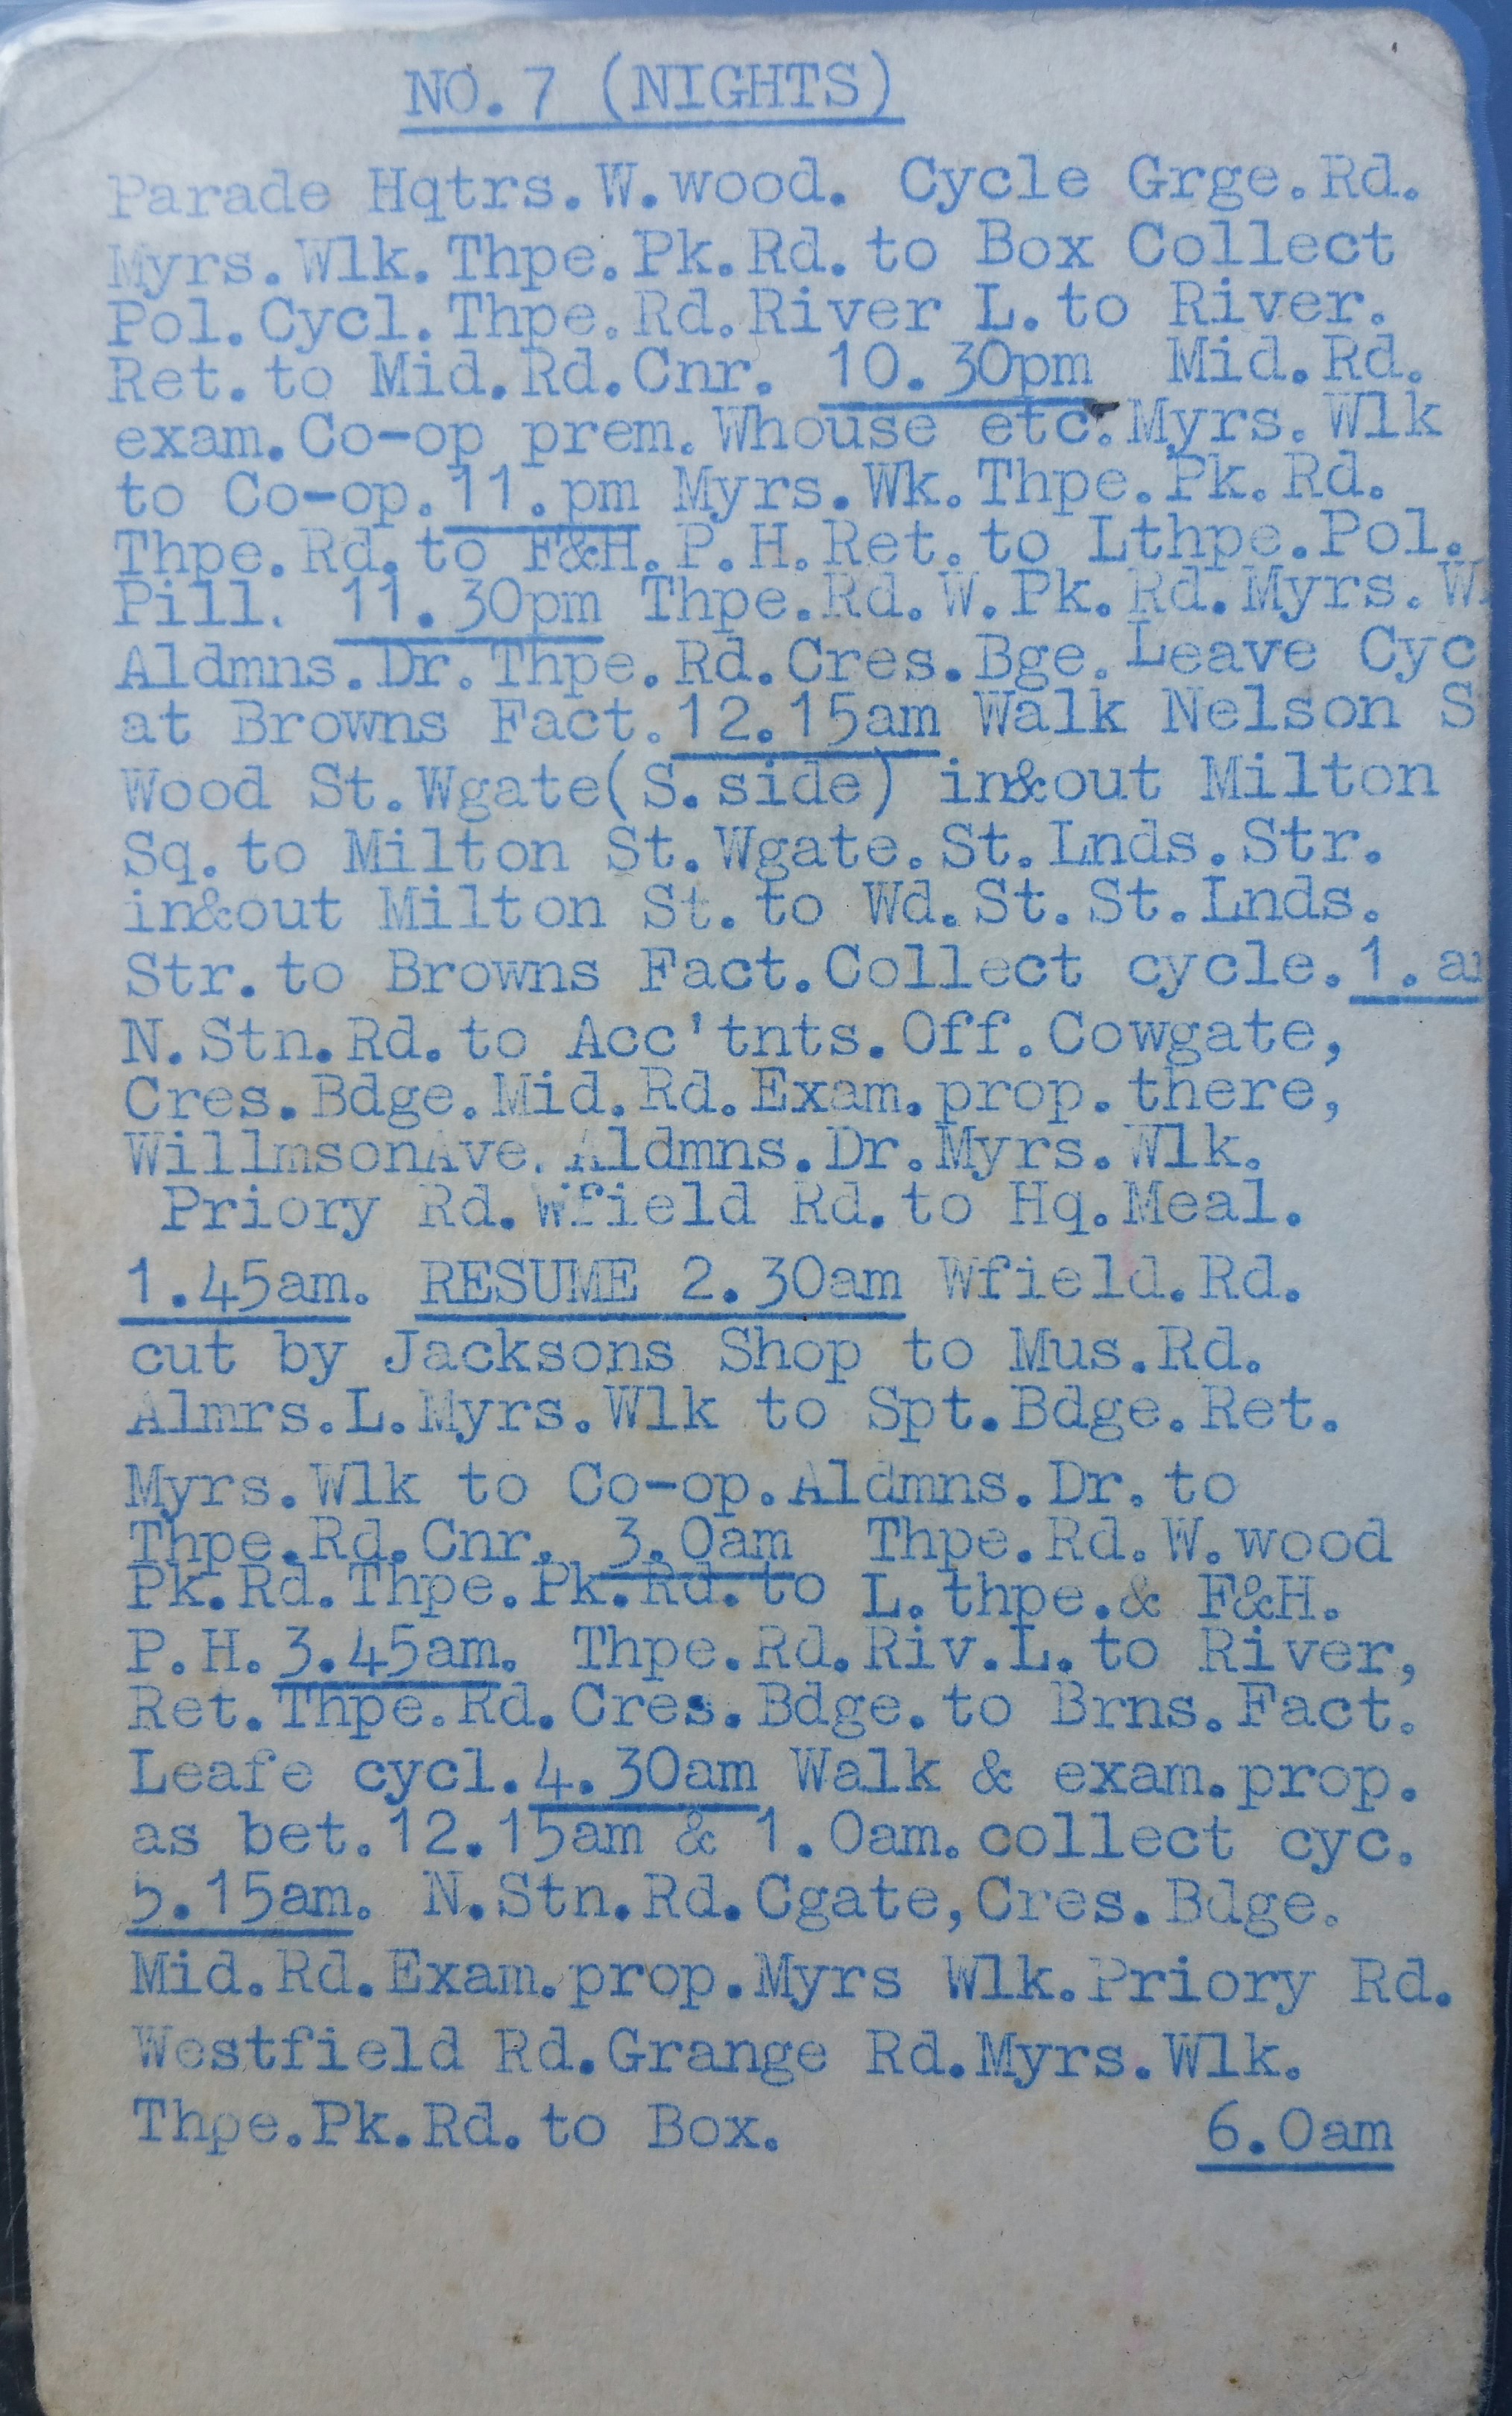 NO.7 (NIGHTS)
Parade Hqtrs.W.wood. Cycle Grge.Rd.
Myrs.Wlk.Thpe.Pk.Rd.to Box Collect
Pol.Cycl.Thpe.Rd.River L.to River.
Ret.to Mid.Rd.Cnr. 10.30pm Mid.Rd.
exam.Co-op prem.Whouse etc.Myrs.Wlk
to Co-op.11.pm Myrs.Wk.Thpe.Pk.Rd.
Thpe.Rd.to F&H.P.H.Ret.to Lthpe.Pol.
Pill. 11.30pm Thpe.Rd.W.Pk.Rd.Myrs.W
Aldmns.Dr.Thpe.Rd.Cres.Bge.Leave Cyc
at Browns Fact.12.15am Walk Nelson S
Wood St.Wgate(S.side) in&out Milton
Sq.to Milton St.Wgate.St.Lnds.Str.
in&out Milton St.to Wd.St.St.Lnds.
Str.to Browns Fact.Collect cycle.1.a
N.Stn.Rd.to Acc'tnts.Off.Cowgate,
Cres.Bdge.Mid.Rd.Exam.prop.there,
WillmsonAve.Aldmns.Dr.Myrs.Wlk.
Priory Rd.Wfield Rd.to Hq.Meal.
1.45am. RESUME 2.30am Wfield.Rd.
cut by Jacksons Shop to Mus.Rd.
Almrs.L.Myrs.Wlk to Spt.Bdge.Ret.
Myrs.Wlk to Co-op.Aldmns.Dr.to
Thpe.Rd.Cnr. 3.0am Thpe.Rd.W.wood
Pk.Rd.Thpe.Pk.Rd.to L.thpe.& F&H.
P.H.3.45am. Thpe.Rd.Riv.L.to River,
Ret.Thpe.Rd.Cres.Bdge.to Brns.Fact.
Leafe cycl.4.30am Walk & exam.prop.
as bet.12.15am & 1.0am.collect cyc.
5.15am. N.Stn.Rd.Cgate,Cres.Bdge.
Mid.Rd.Exam.prop.Myrs Wlk.Priory Rd.
Westfield Rd.Grange Rd.Myrs.Wlk.
Thpe.Pk.Rd.to Box. 6.0am